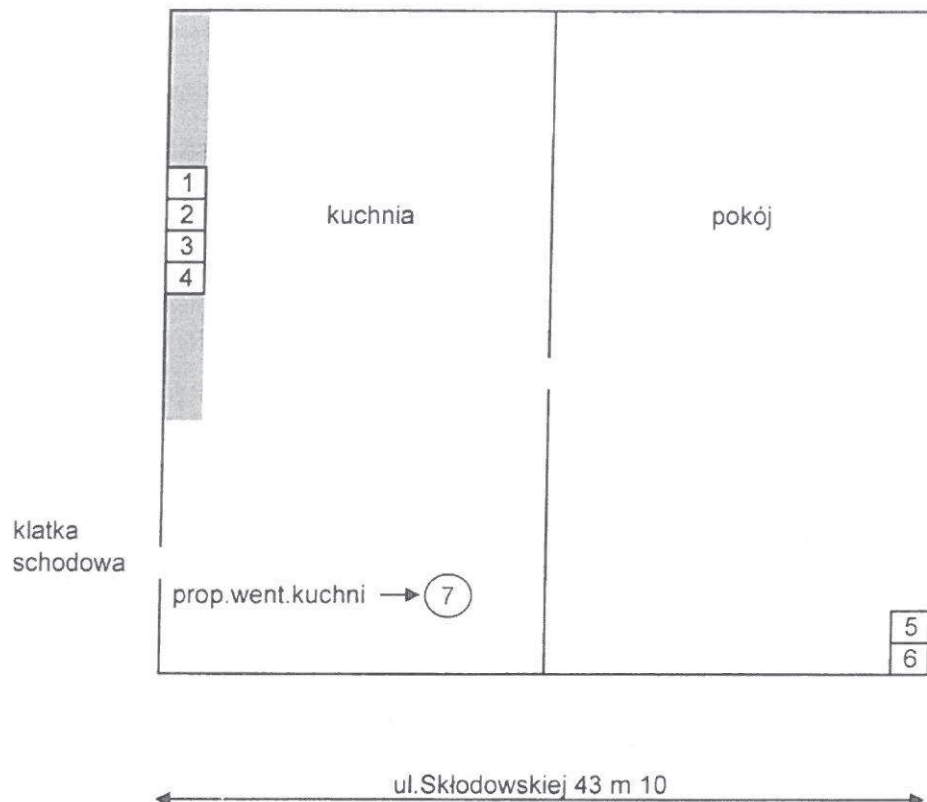 1
2
3
4
kuchnia
pokój
klatka
schodowa
prop.went.kuchni
7
5
6
ul.Skłodowskiej 43 m 10